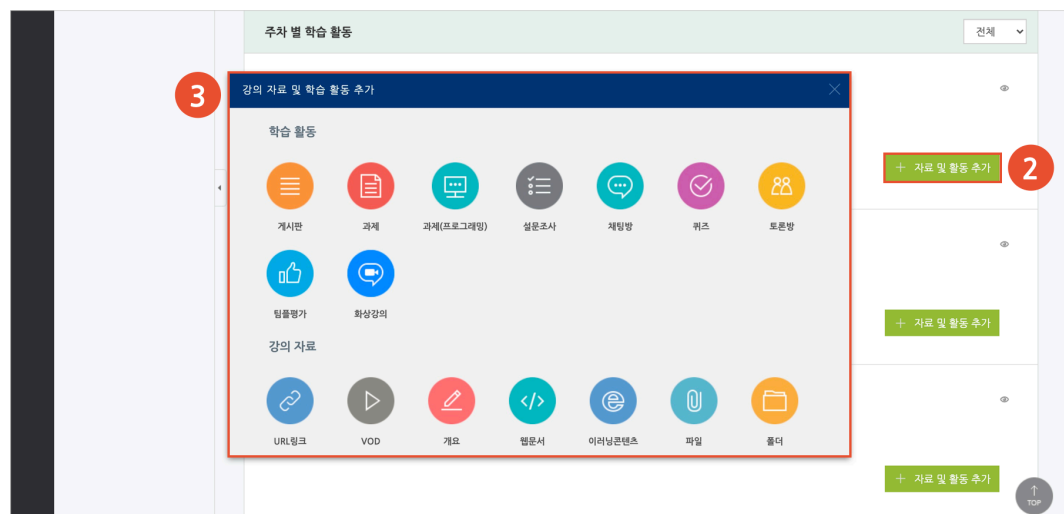 주차 별 학습 활동
전체
3
강의 자료 및 학습 활동 추가
학습 활동
+ 자료 및 활동 추가
2
게시판 과제 과제(프로그래밍) 설문조사 채팅방 퀴즈 토론방
팀플평가 화상강의
+ 자료 및 활동 추가
강의 자료
URL링크 VOD 개요 웹문서 이러닝콘텐츠 파일 폴더
+ 자료 및 활동 추가
TOP